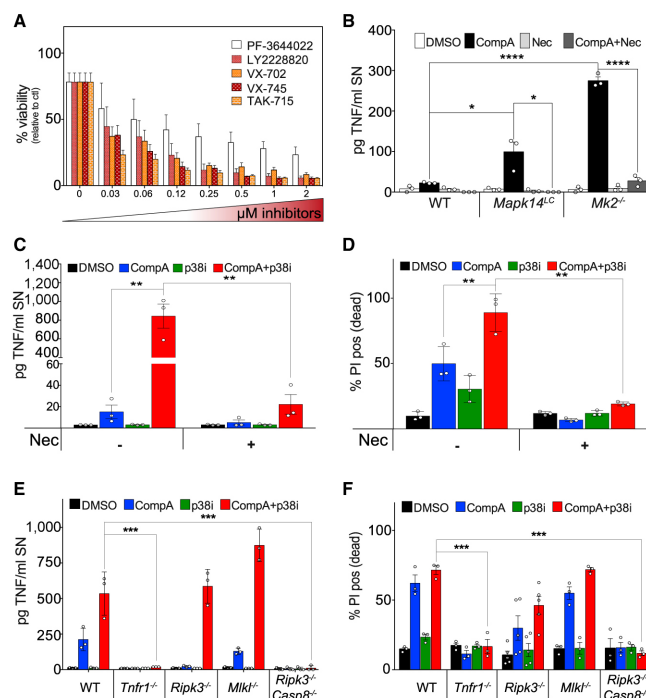 A
% viability
(relative to ctl)
100
50
0
PF-3644022
LY2228820
VX-702
VX-745
TAK-715
0
0.03
0.06
0.12
0.25
0.5
1
2
µM inhibitors
B
DMSO
CompA
Nec
CompA+Nec
pg TNF/ml SN
400
300
200
100
0
****
****
*
*
WT
Mapk14LC
Mk2-/-
C
DMSO
CompA
p38i
CompA+p38i
pg TNF/ml SN
1,400
1,200
1,000
800
600
400
200
60
40
20
**
**
Nec
-
+
D
DMSO
CompA
p38i
CompA+p38i
% PI pos (dead)
100
50
0
**
**
Nec
-
+
E
DMSO
CompA
p38i
CompA+p38i
pg TNF/ml SN
1,000
750
500
250
0
***
***
WT
Tnfr1-/-
Ripk3-/-
Mlkl-/-
Ripk3-/-
Casp8-/-
F
DMSO
CompA
p38i
CompA+p38i
% PI pos (dead)
100
50
0
***
***
WT
Tnfr1-/-
Ripk3-/-
Mlkl-/-
Ripk3-/-
Casp8-/-